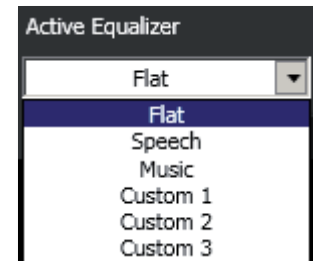 Active Equalizer
Flat
Flat
Speech
Music
Custom 1
Custom 2
Custom 3